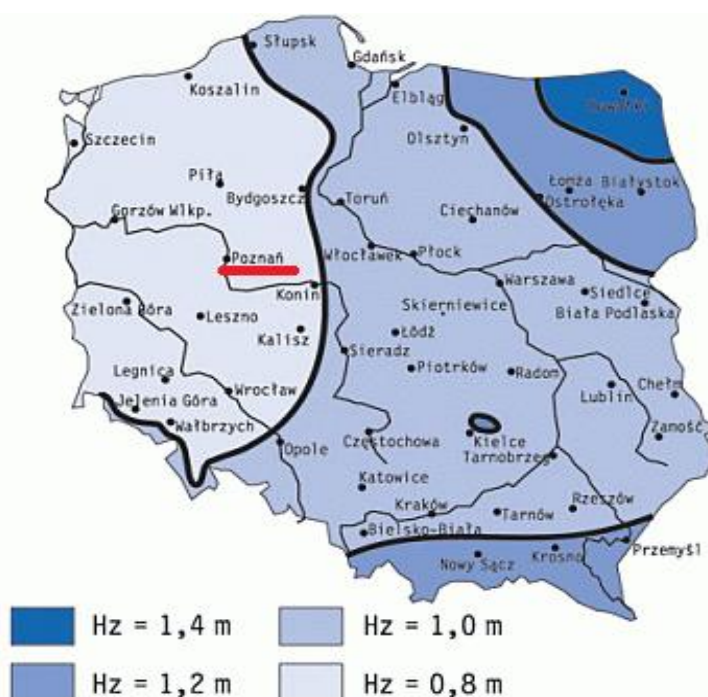 Słupsk
Gdańsk
Koszalin
Elbląg
Suwałki
Olsztyn
Szczecin
Piła
Łomża Białystok
Bydgoszcz
Toruń
Ostrołęka
Gorzów Wlkp.
Ciechanów
Poznań
Włocławek
Płock
Konin
Warszawa
Siedlce
Zielona Góra
Leszno
Skierniewice
Biała Podlaska
Kalisz
Łódź
Sieradz
Legnica
Piotrków
Radom
Chełm
Wrocław
Lublin
Jelenia Góra
Wałbrzych
Zamość
Opole
Częstochowa
Kielce
Tarnobrzeg
Katowice
Kraków
Rzeszów
Tarnów
Bielsko-Biała
Przemyśl
Krosno
Nowy Sącz
Hz = 1,4 m
Hz = 1,0 m
Hz = 1,2 m
Hz = 0,8 m